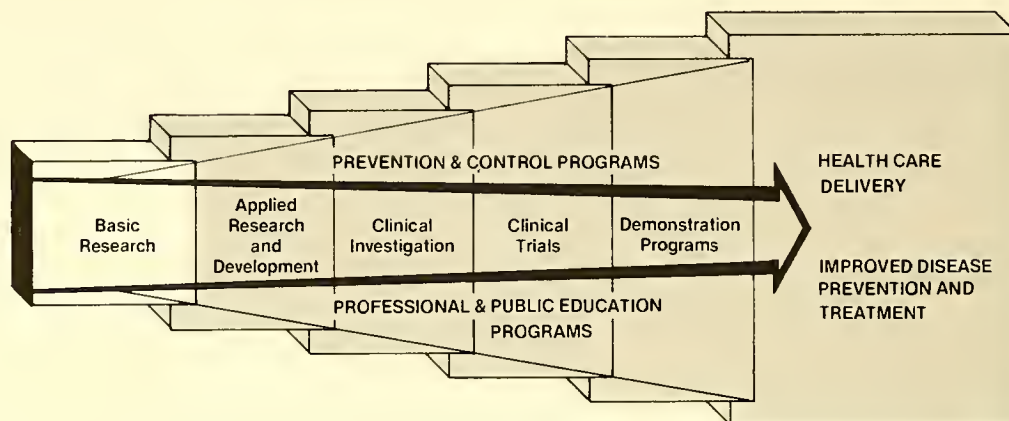 PREVENTION & CONTROL PROGRAMS
Basic
Research
Applied
Research
and
Development
Clinical
Investigation
Clinical
Trials
Demonstration
Programs
PROFESSIONAL & PUBLIC EDUCATION
PROGRAMS
HEALTH CARE
DELIVERY
IMPROVED DISEASE
PREVENTION AND
TREATMENT